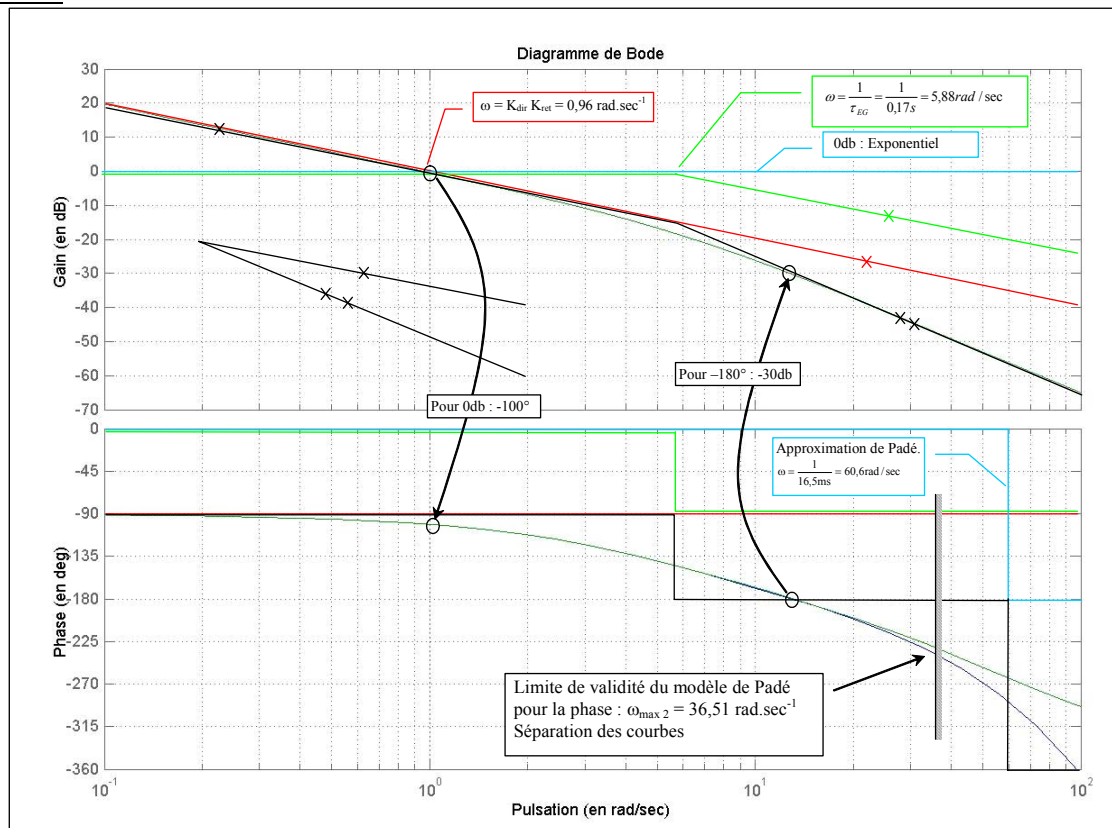 Diagramme de Bode
30
20
10
0
-10
-20
-30
-40
-50
-60
-70
Gain (en dB)
ω = Kdir Kret = 0,96 rad.sec-1
ω = 1/τEG = 1/0,17s = 5,88rad / sec
0db : Exponentiel
Pour 0db : -100°
Pour –180° : -30db
0
-45
-90
-135
-180
-225
-270
-315
-360
Phase (en deg)
Approximation de Padé.
ω = 1/16,5ms = 60,6rad / sec
Limite de validité du modèle de Padé
pour la phase : ωmax 2 = 36,51 rad.sec-1
Séparation des courbes
10-1
100
101
102
Pulsation (en rad/sec)